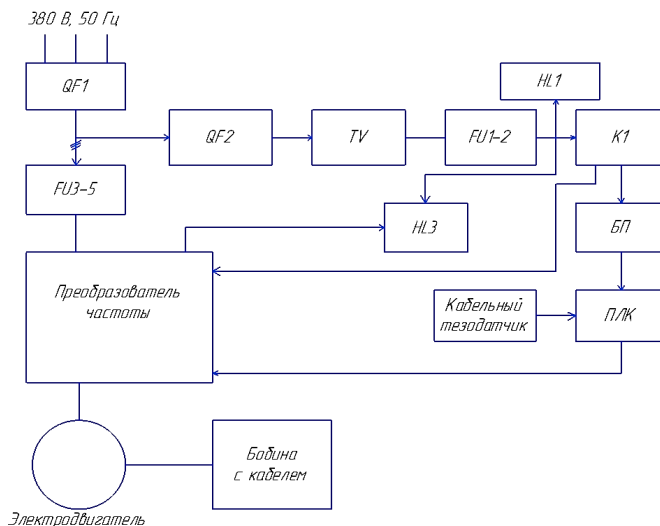 380 В, 50 Гц
QF1
HL1
QF2
TV
FU1-2
K1
FU3-5
HL3
БП
Преобразователь
частоты
Кабельный
тезодатчик
ПЛК
Бобина
с кабелем
Электродвигатель